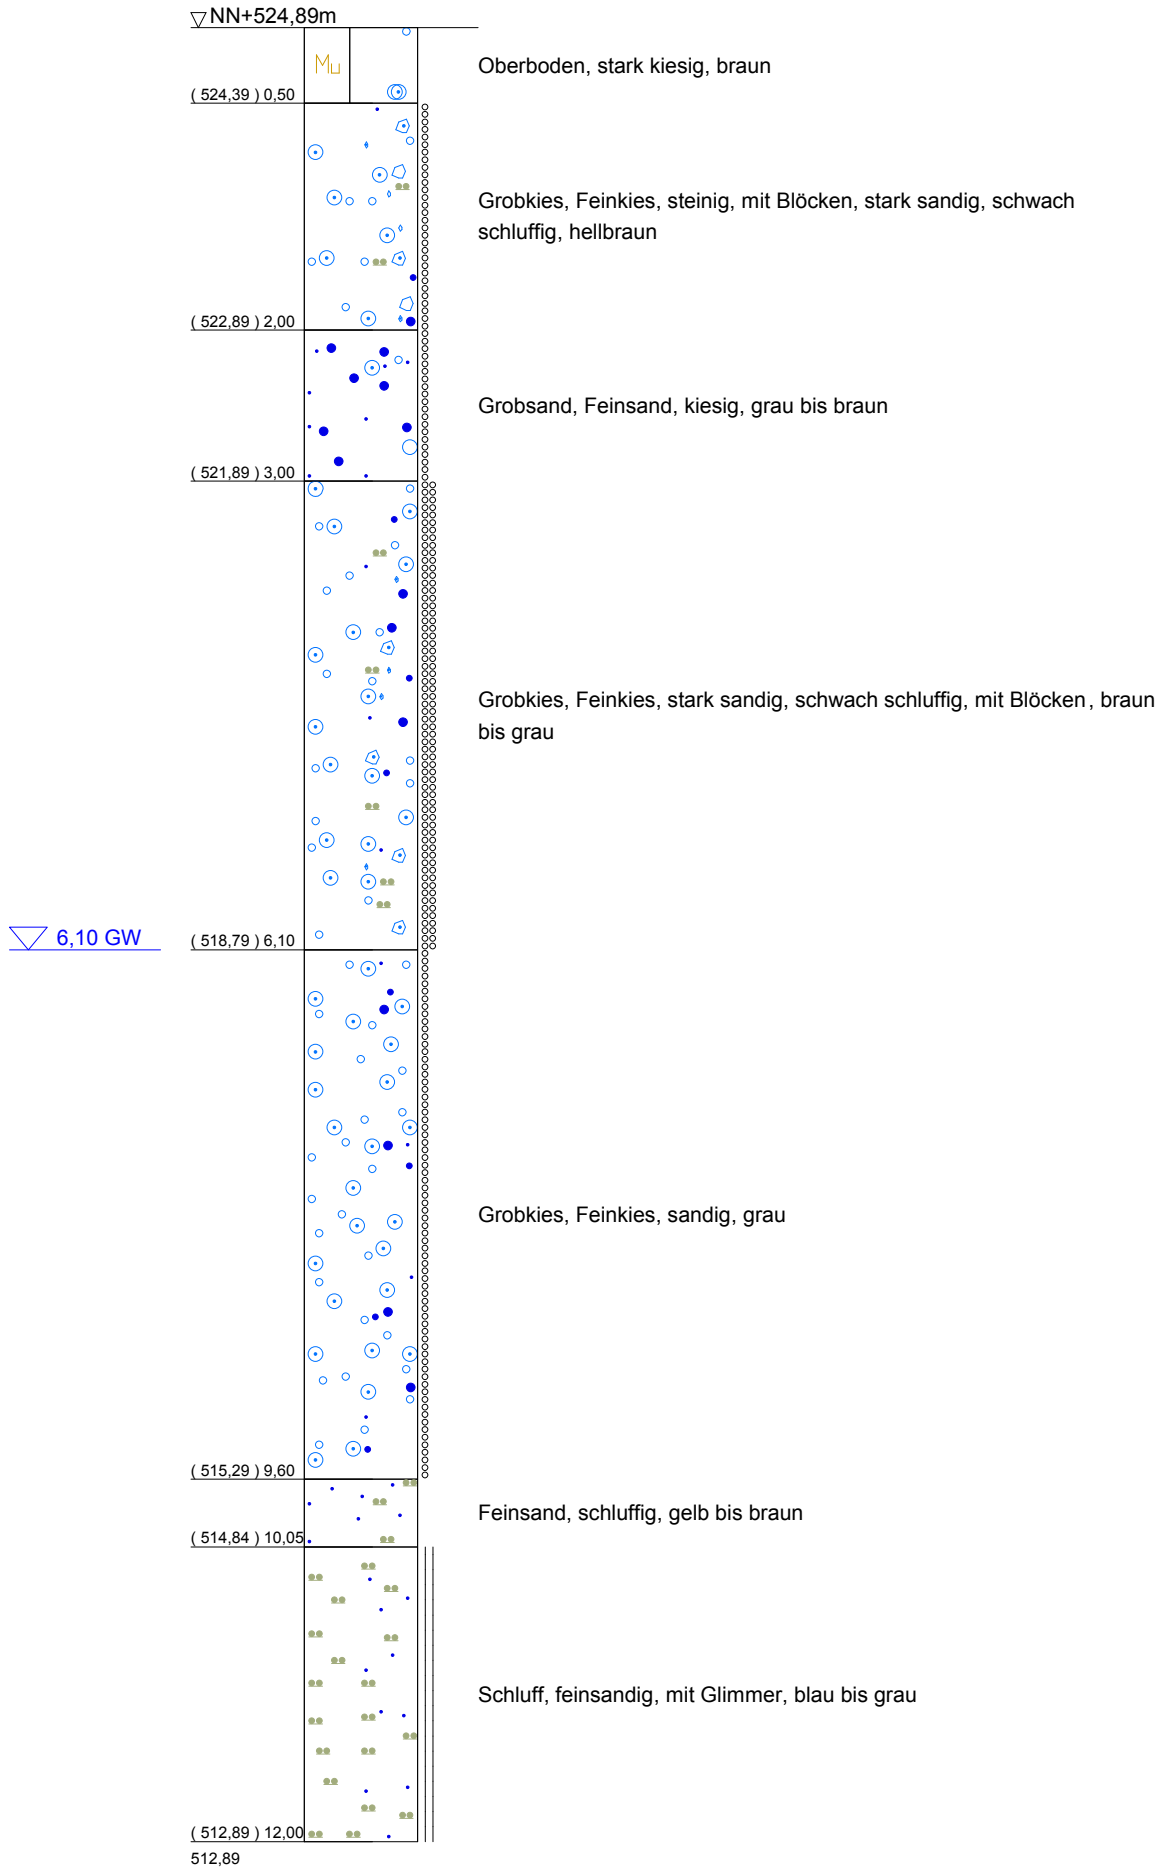 NN+524,89m
Mu
Oberboden, stark kiesig, braun
( 524,39 ) 0,50
Grobkies, Feinkies, steinig, mit Blöcken, stark sandig, schwach
schluffig, hellbraun
( 522,89 ) 2,00
Grobsand, Feinsand, kiesig, grau bis braun
( 521,89 ) 3,00
Grobkies, Feinkies, stark sandig, schwach schluffig, mit Blöcken, braun
bis grau
6,10 GW
( 518,79 ) 6,10
Grobkies, Feinkies, sandig, grau
( 515,29 ) 9,60
Feinsand, schluffig, gelb bis braun
( 514,84 ) 10,05
Schluff, feinsandig, mit Glimmer, blau bis grau
( 512,89 ) 12,00
512,89